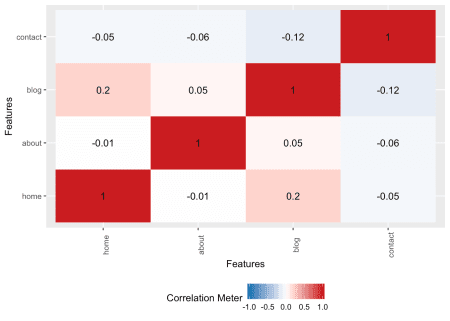 contact -0.05 -0.06 -0.12 1
blog 0.2 0.05 1 -0.12
about -0.01 1 0.05 -0.06
home 1 -0.01 0.2 -0.05
Features
home about blog contact
Features
Correlation Meter
-1.0 -0.5 0.0 0.5 1.0